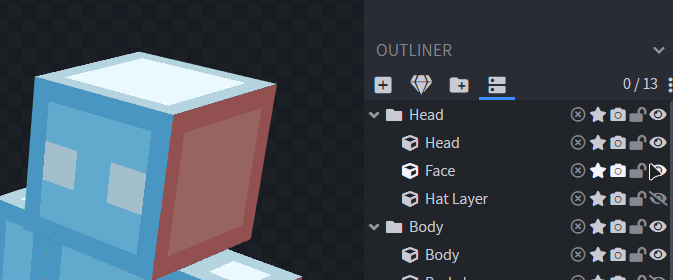 OUTLINER
0 / 13
Head
Head
Face
Hat Layer
Body
Body